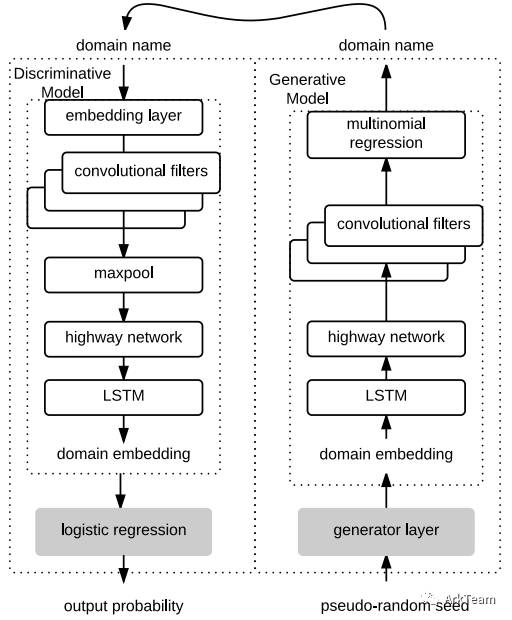 domain name
Discriminative
Model
embedding layer
convolutional filters
maxpool
highway network
LSTM
domain embedding
logistic regression
output probability
domain name
Generative
Model
multinomial
regression
convolutional filters
highway network
LSTM
domain embedding
generator layer
pseudo-random seed
ArkTeam